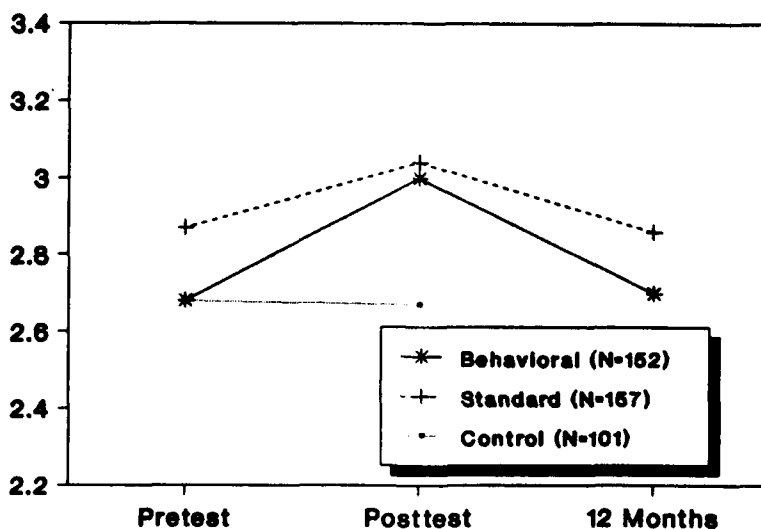 3.4
3.2
3
2.8
2.6
2.4
2.2
Behavioral (N=152)
Standard (N=157)
Control (N=101)
Pretest Posttest 12 Months